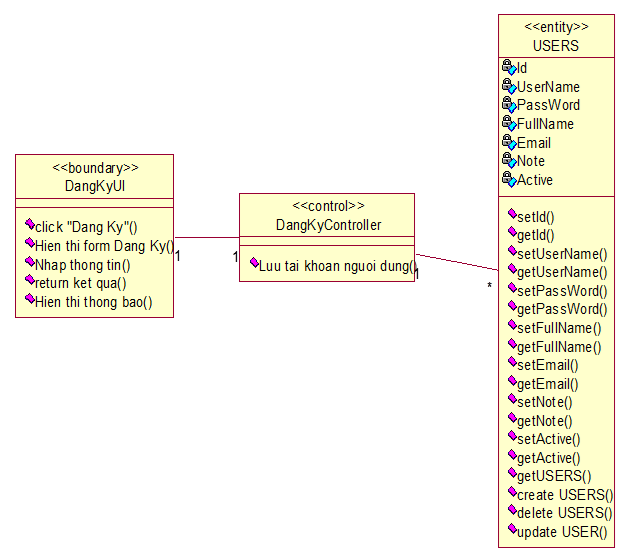 <<boundary>>
DangKyUI
click "Dang Ky"()
Hien thi form Dang Ky()
Nhap thong tin()
return ket qua()
Hien thi thong bao()
1
1
<<control>>
DangKyController
Luu tai khoan nguoi dung()
1
*
<<entity>>
USERS
Id
UserName
PassWord
FullName
Email
Note
Active
setId()
getId()
setUserName()
getUserName()
setPassWord()
getPassWord()
setFullName()
getFullName()
setEmail()
getEmail()
setNote()
getNote()
setActive()
getActive()
getUSERS()
create USERS()
delete USERS()
update USER()